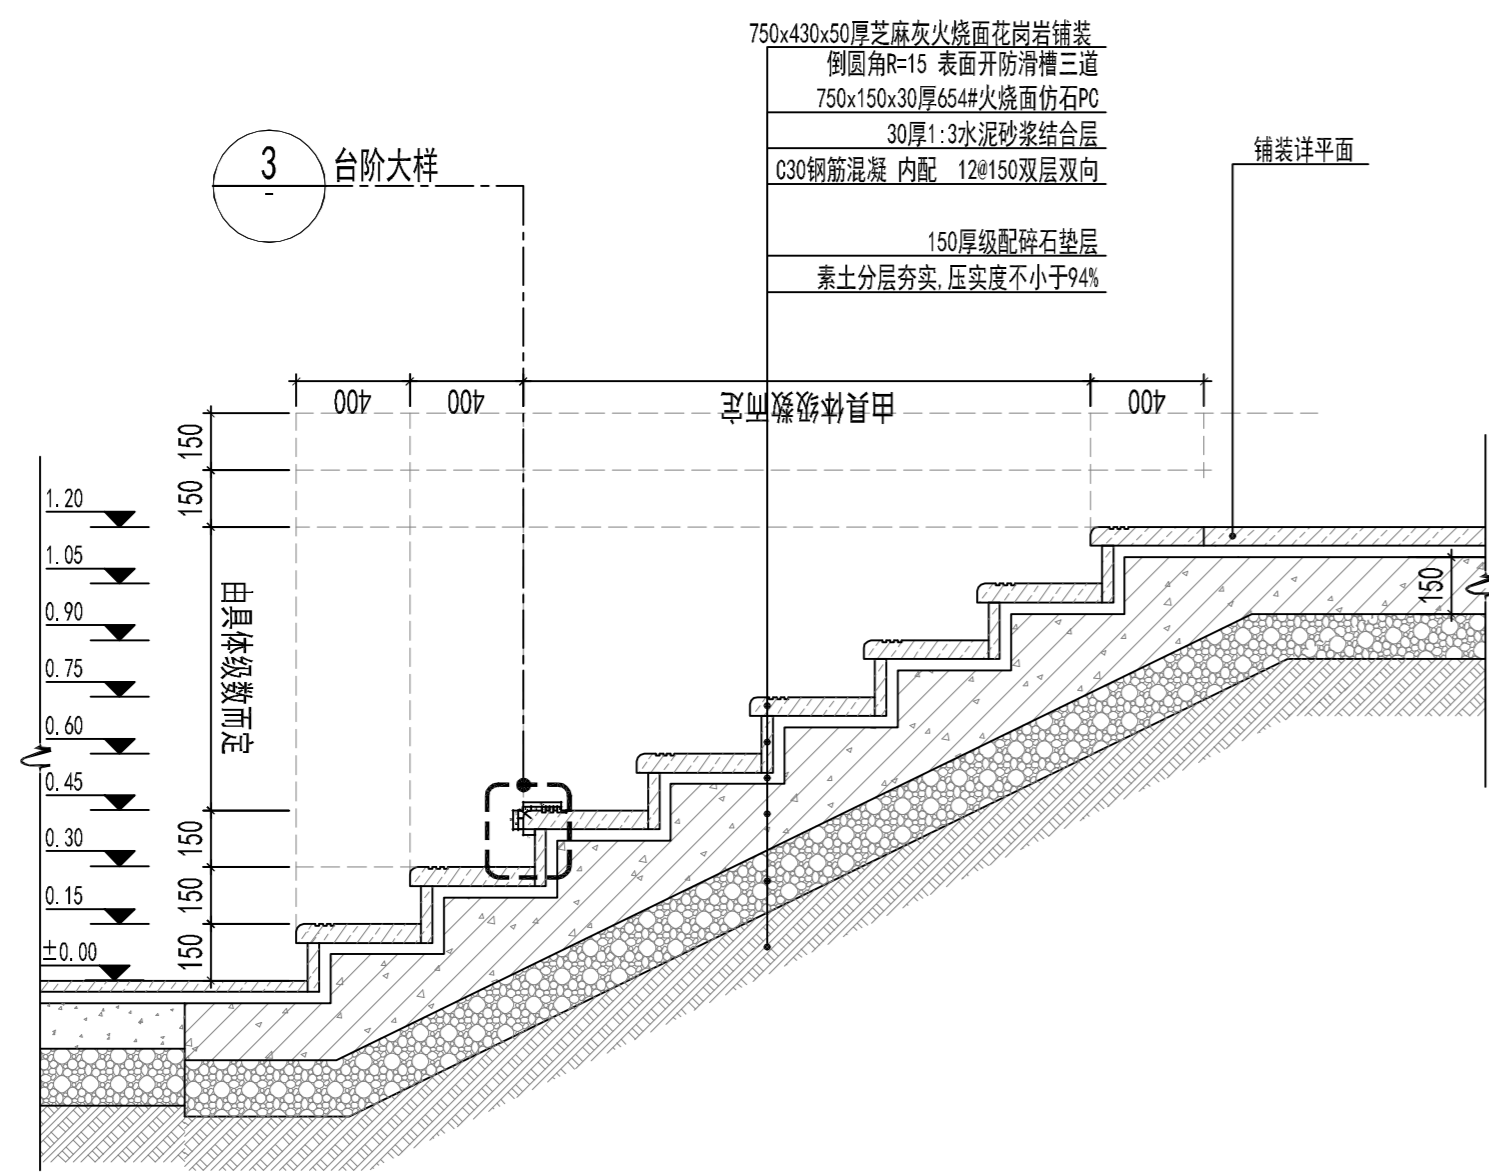 750x430x50厚芝麻灰火烧面花岗岩铺装
倒圆角R=15 表面开防滑槽三道
750x150x30厚654#火烧面仿石PC
30厚1:3水泥砂浆结合层
C30钢筋混凝 内配 12@150双层双向
150厚级配碎石垫层
素土分层夯实,压实度不小于94%
3
台阶大样
-
铺装详平面
400
400
由具体级数而定
400
150
150
由具体级数而定
150
150
150
1.20
1.05
0.90
0.75
0.60
0.45
0.30
0.15
±0.00
150